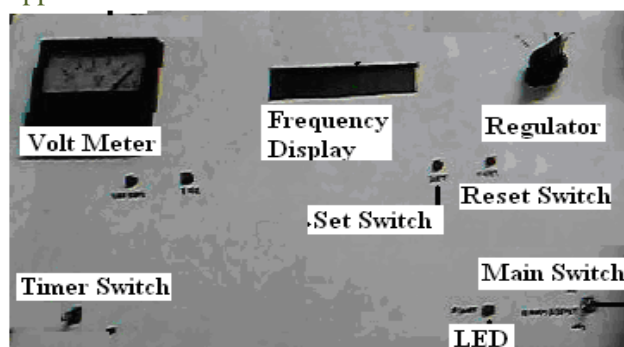 Volt Meter
Frequency
Display
Regulator
Reset Switch
Set Switch
Timer Switch
Main Switch
LED